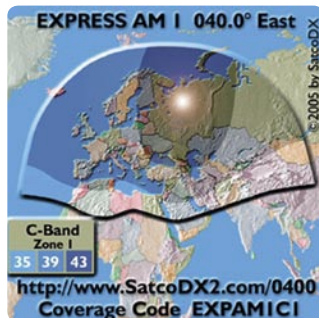 EXPRESS AM 1 040.0° East
©2005 by SatcoDX
C-Band
Zone 1
35 39 43
http://www.SatcoDX2.com/0400
Coverage Code EXPAM1C1